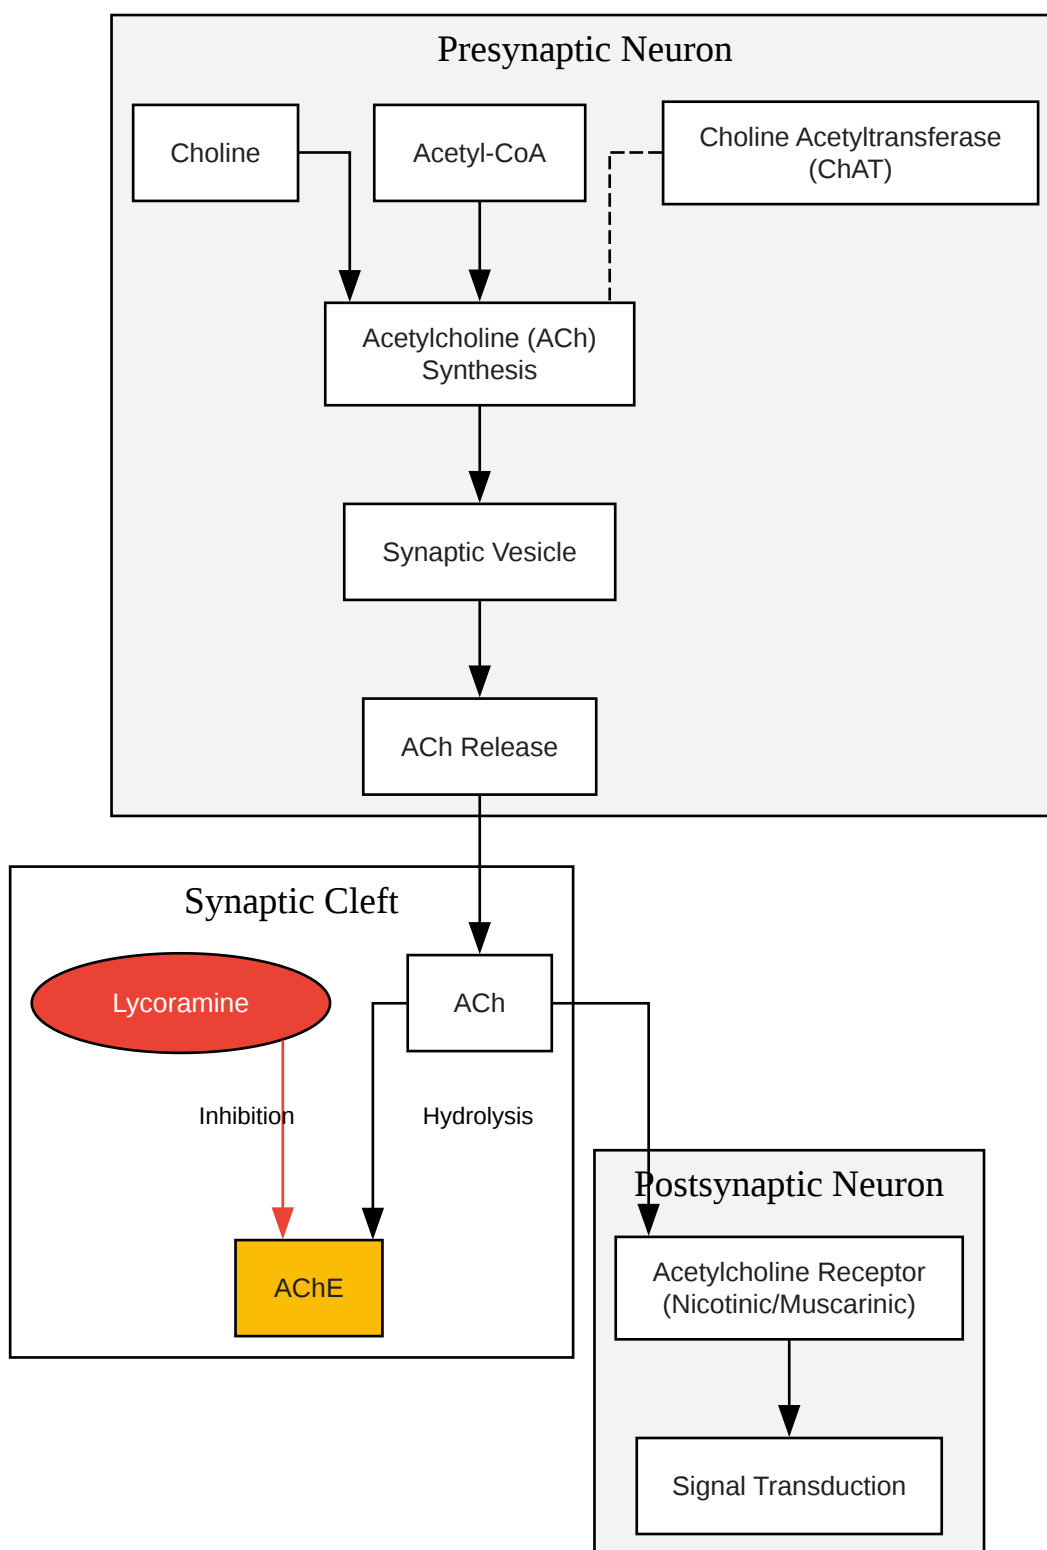 Presynaptic Neuron
Choline
Acetyl-CoA
Choline Acetyltransferase
(ChAT)
Acetylcholine (ACh)
Synthesis
Synaptic Vesicle
ACh Release
Synaptic Cleft
Lycoramine
ACh
Inhibition
Hydrolysis
AChE
Postsynaptic Neuron
Acetylcholine Receptor
(Nicotinic/Muscarinic)
Signal Transduction